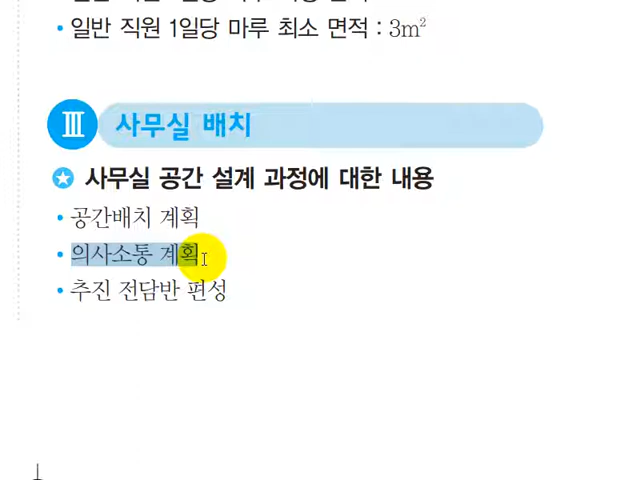 • 일반 직원 1일당 마루 최소 면적 : 3m²
Ⅲ 사무실 배치
사무실 공간 설계 과정에 대한 내용
• 공간배치 계획
• 의사소통 계획
• 추진 전담반 편성